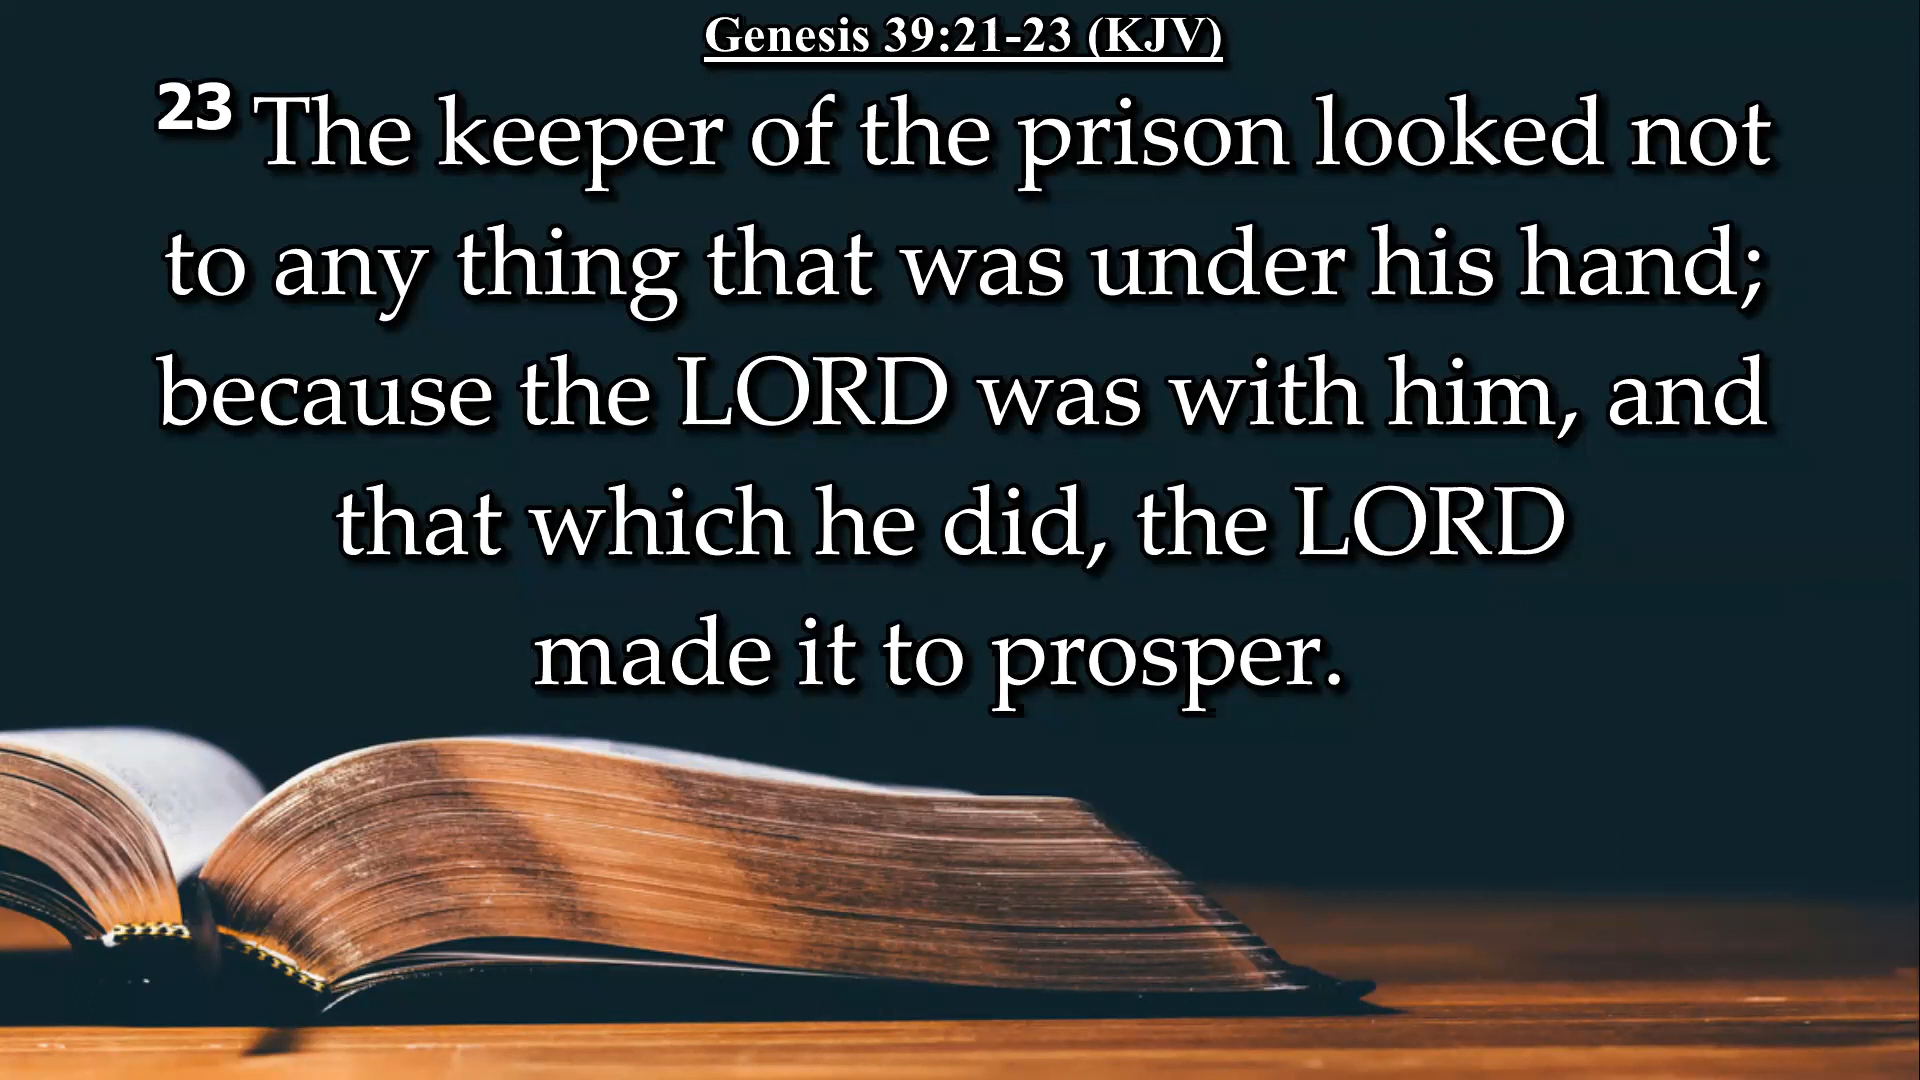 Genesis 39:21-23 (KJV)
23 The keeper of the prison looked not
to any thing that was under his hand;
because the LORD was with him, and
that which he did, the LORD
made it to prosper.